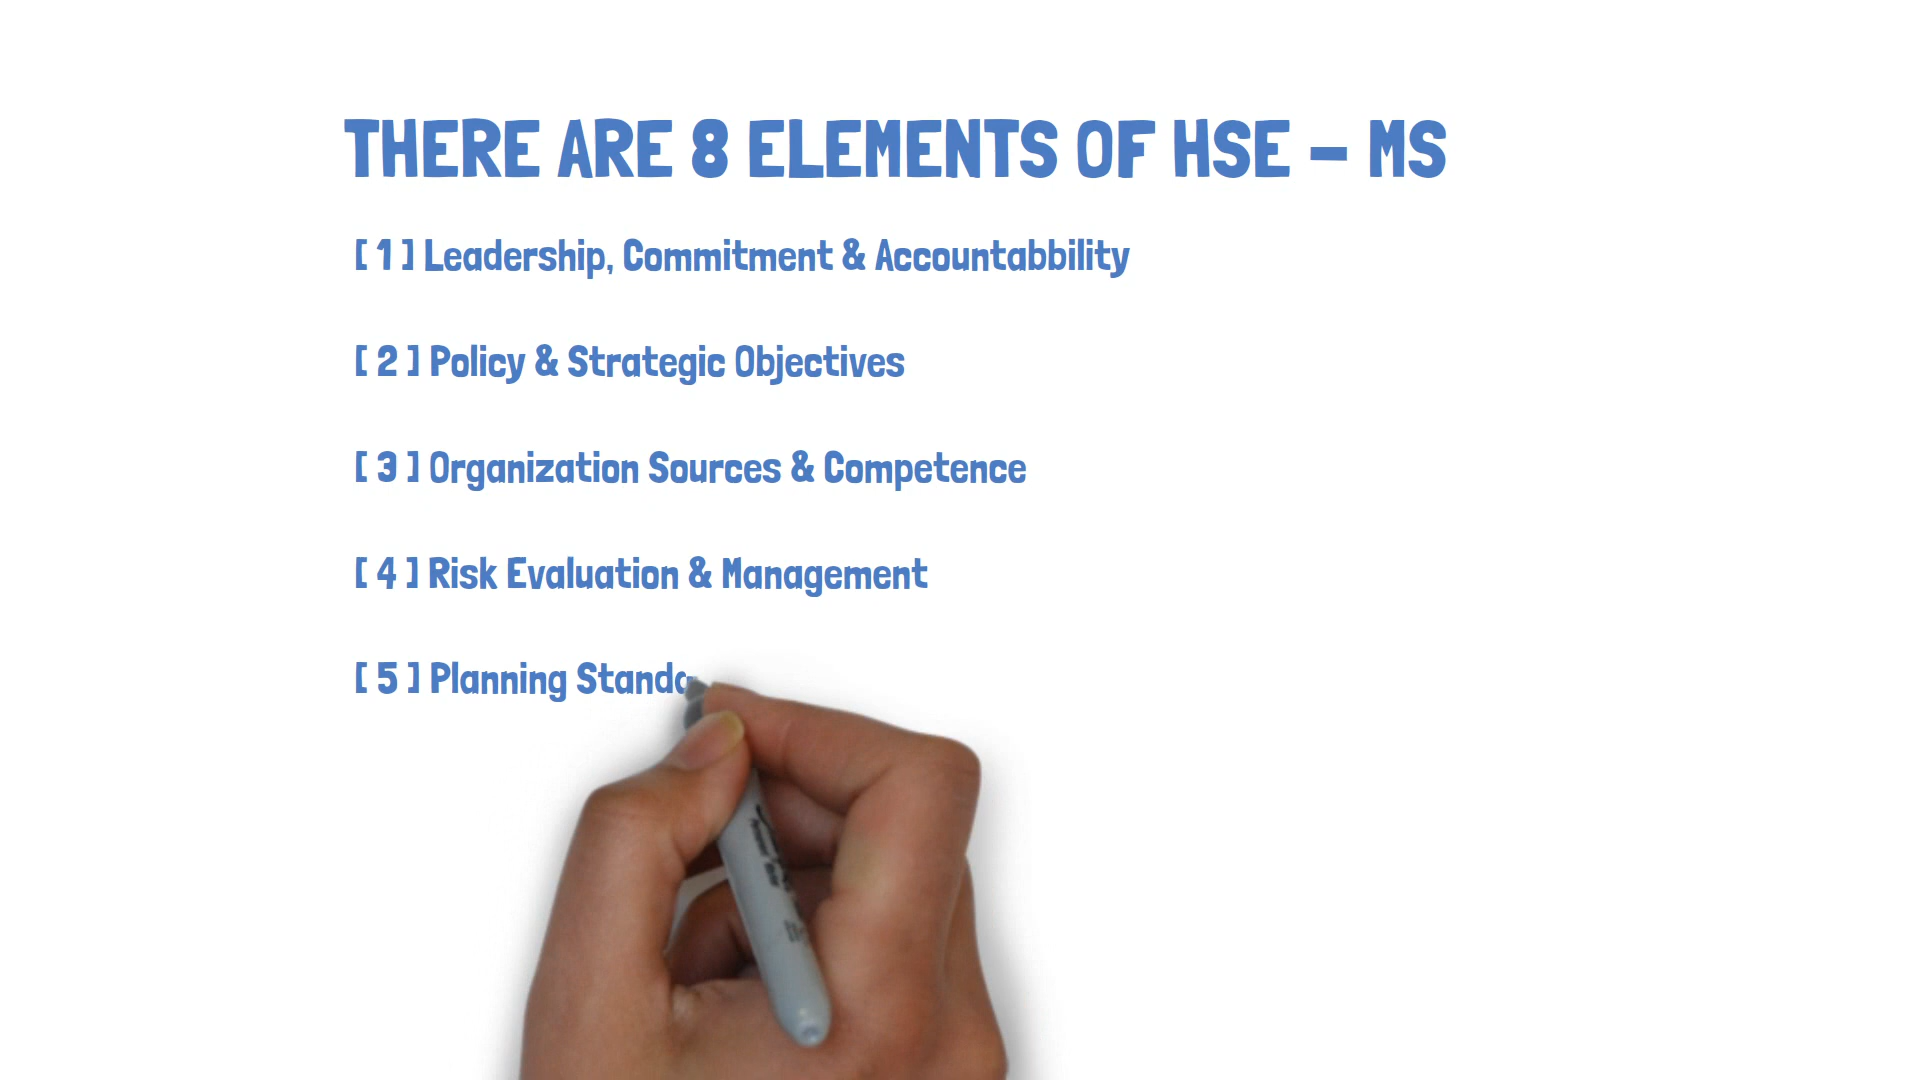 THERE ARE 8 ELEMENTS OF HSE – MS
[ 1 ] Leadership, Commitment & Accountabbility
[ 2 ] Policy & Strategic Objectives
[ 3 ] Organization Sources & Competence
[ 4 ] Risk Evaluation & Management
[ 5 ] Planning Standa